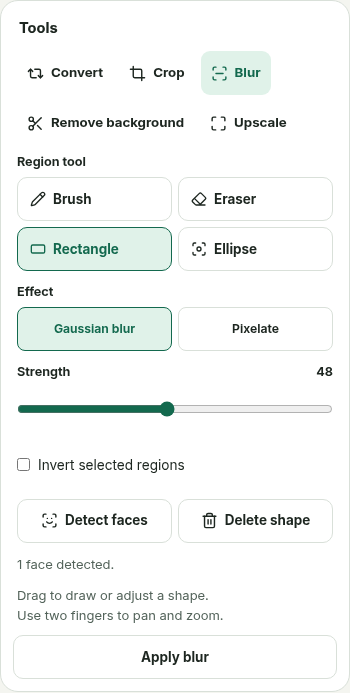 Tools
Convert Crop Blur
Remove background Upscale
Region tool
Brush Eraser
Rectangle Ellipse
Effect
Gaussian blur Pixelate
Strength 48
Invert selected regions
Detect faces Delete shape
1 face detected.
Drag to draw or adjust a shape.
Use two fingers to pan and zoom.
Apply blur